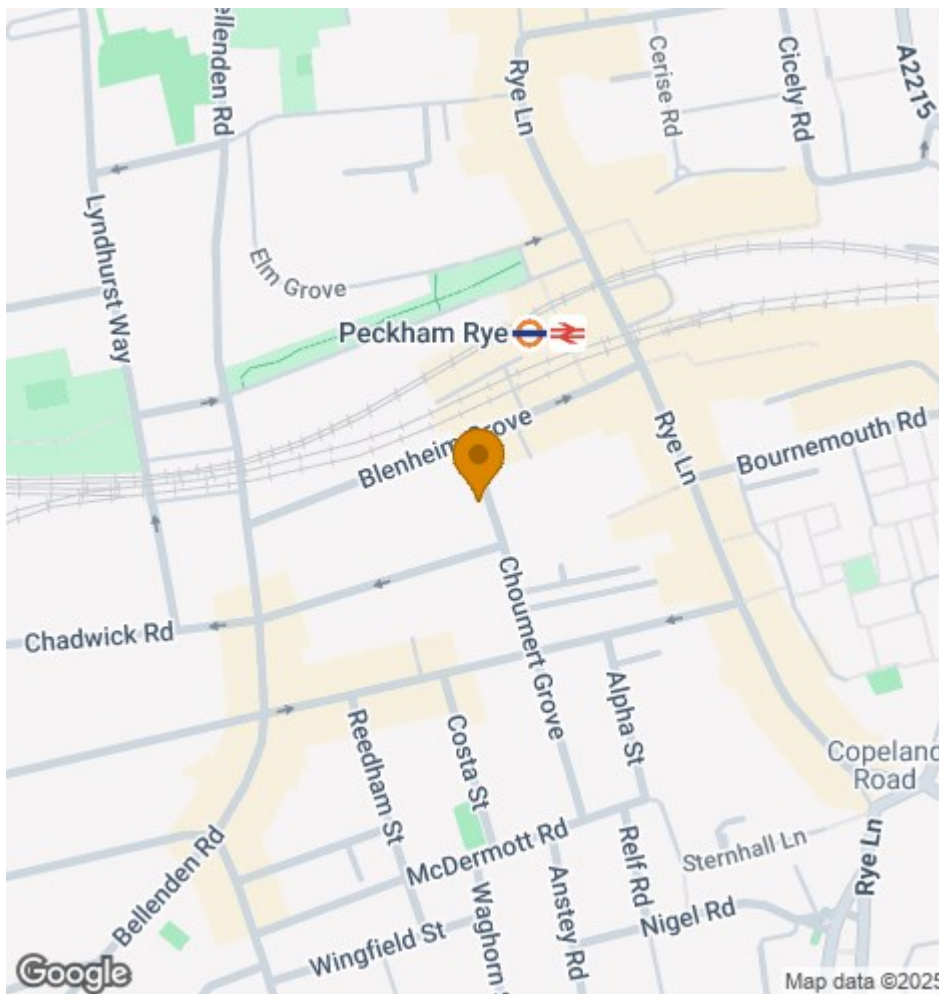 ellenden Rd
Rye Ln
Cerise Rd
Cicely Rd
A2215
Lyndhurst Way
Elm Grove
Peckham Rye
Blenheim Grove
Rye Ln
Bournemouth Rd
Chadwick Rd
Choumert Grove
Alpha St
Reedham St
Costa St
Copeland
Road
Bellenden Rd
McDermott Rd
Relf Rd
Sternhall Ln
Rye Ln
Waghorn S
Anstey Rd
Nigel Rd
Wingfield St
Google
Map data ©2025